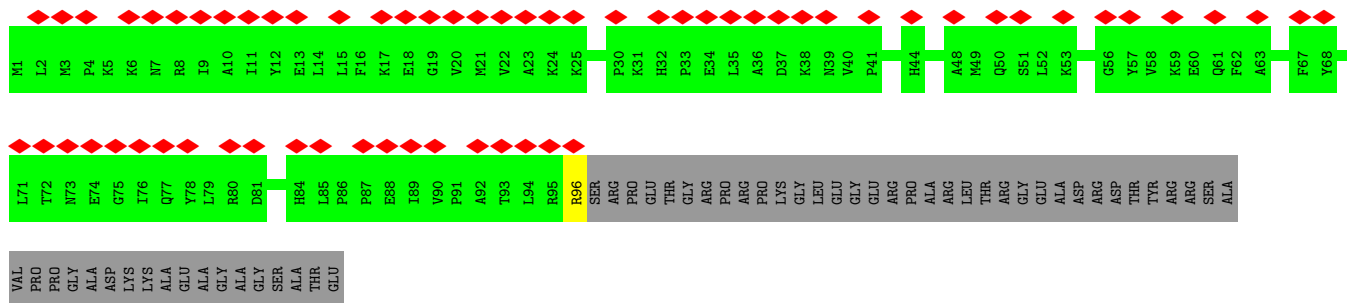 M1 L2 M3 P4 K5 K6 N7 R8 I9 A10 I11 Y12 E13 L14 L15 F16 K17 E18 G19 V20 M21 V22 A23 K24 K25 P30 K31 H32 P33 E34 L35 A36 D37 K38 N39 V40 P41 H44 A48 M49 Q50 S51 L52 K53 G56 Y57 V58 K59 E60 Q61 F62 A63 F67 Y68
L71 T72 N73 E74 G75 I76 Q77 Y78 L79 R80 D81 H84 L85 P86 P87 E88 I89 V90 P91 A92 T93 L94 R95 R96 SER ARG PRO GLU THR GLY ARG PRO ARG PRO LYS GLY LEU GLU GLY GLU ARG PRO ALA ARG LEU THR ARG GLY GLU ALA ASP ARG ASP THR TYR ARG ARG SER ALA
VAL PRO PRO GLY ALA ASP LYS LYS ALA GLU ALA GLY ALA GLY SER ALA THR GLU